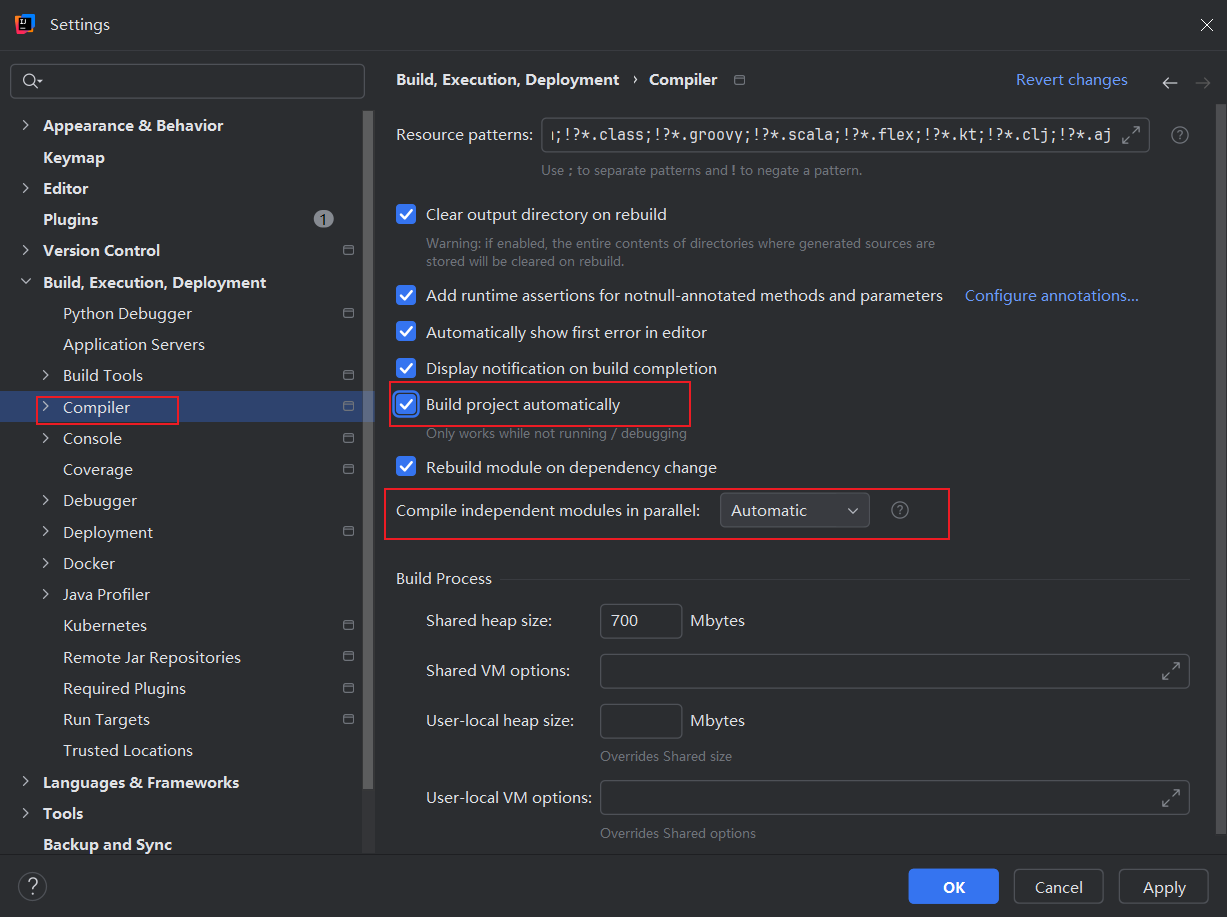 Settings
Build, Execution, Deployment › Compiler
Revert changes
Appearance & Behavior
Keymap
Editor
Plugins 1
Version Control
Build, Execution, Deployment
Python Debugger
Application Servers
Build Tools
Compiler
Console
Coverage
Debugger
Deployment
Docker
Java Profiler
Kubernetes
Remote Jar Repositories
Required Plugins
Run Targets
Trusted Locations
Languages & Frameworks
Tools
Backup and Sync
Resource patterns: ;!?*.class;!?*.groovy;!?*.scala;!?*.flex;!?*.kt;!?*.clj;!?*.aj
Use ; to separate patterns and ! to negate a pattern.
Clear output directory on rebuild
Warning: if enabled, the entire contents of directories where generated sources are
stored will be cleared on rebuild.
Add runtime assertions for notnull-annotated methods and parameters Configure annotations...
Automatically show first error in editor
Display notification on build completion
Build project automatically
Only works while not running / debugging
Rebuild module on dependency change
Compile independent modules in parallel: Automatic
Build Process
Shared heap size: 700 Mbytes
Shared VM options:
User-local heap size: Mbytes
Overrides Shared size
User-local VM options:
Overrides Shared options
?
OK
Cancel
Apply